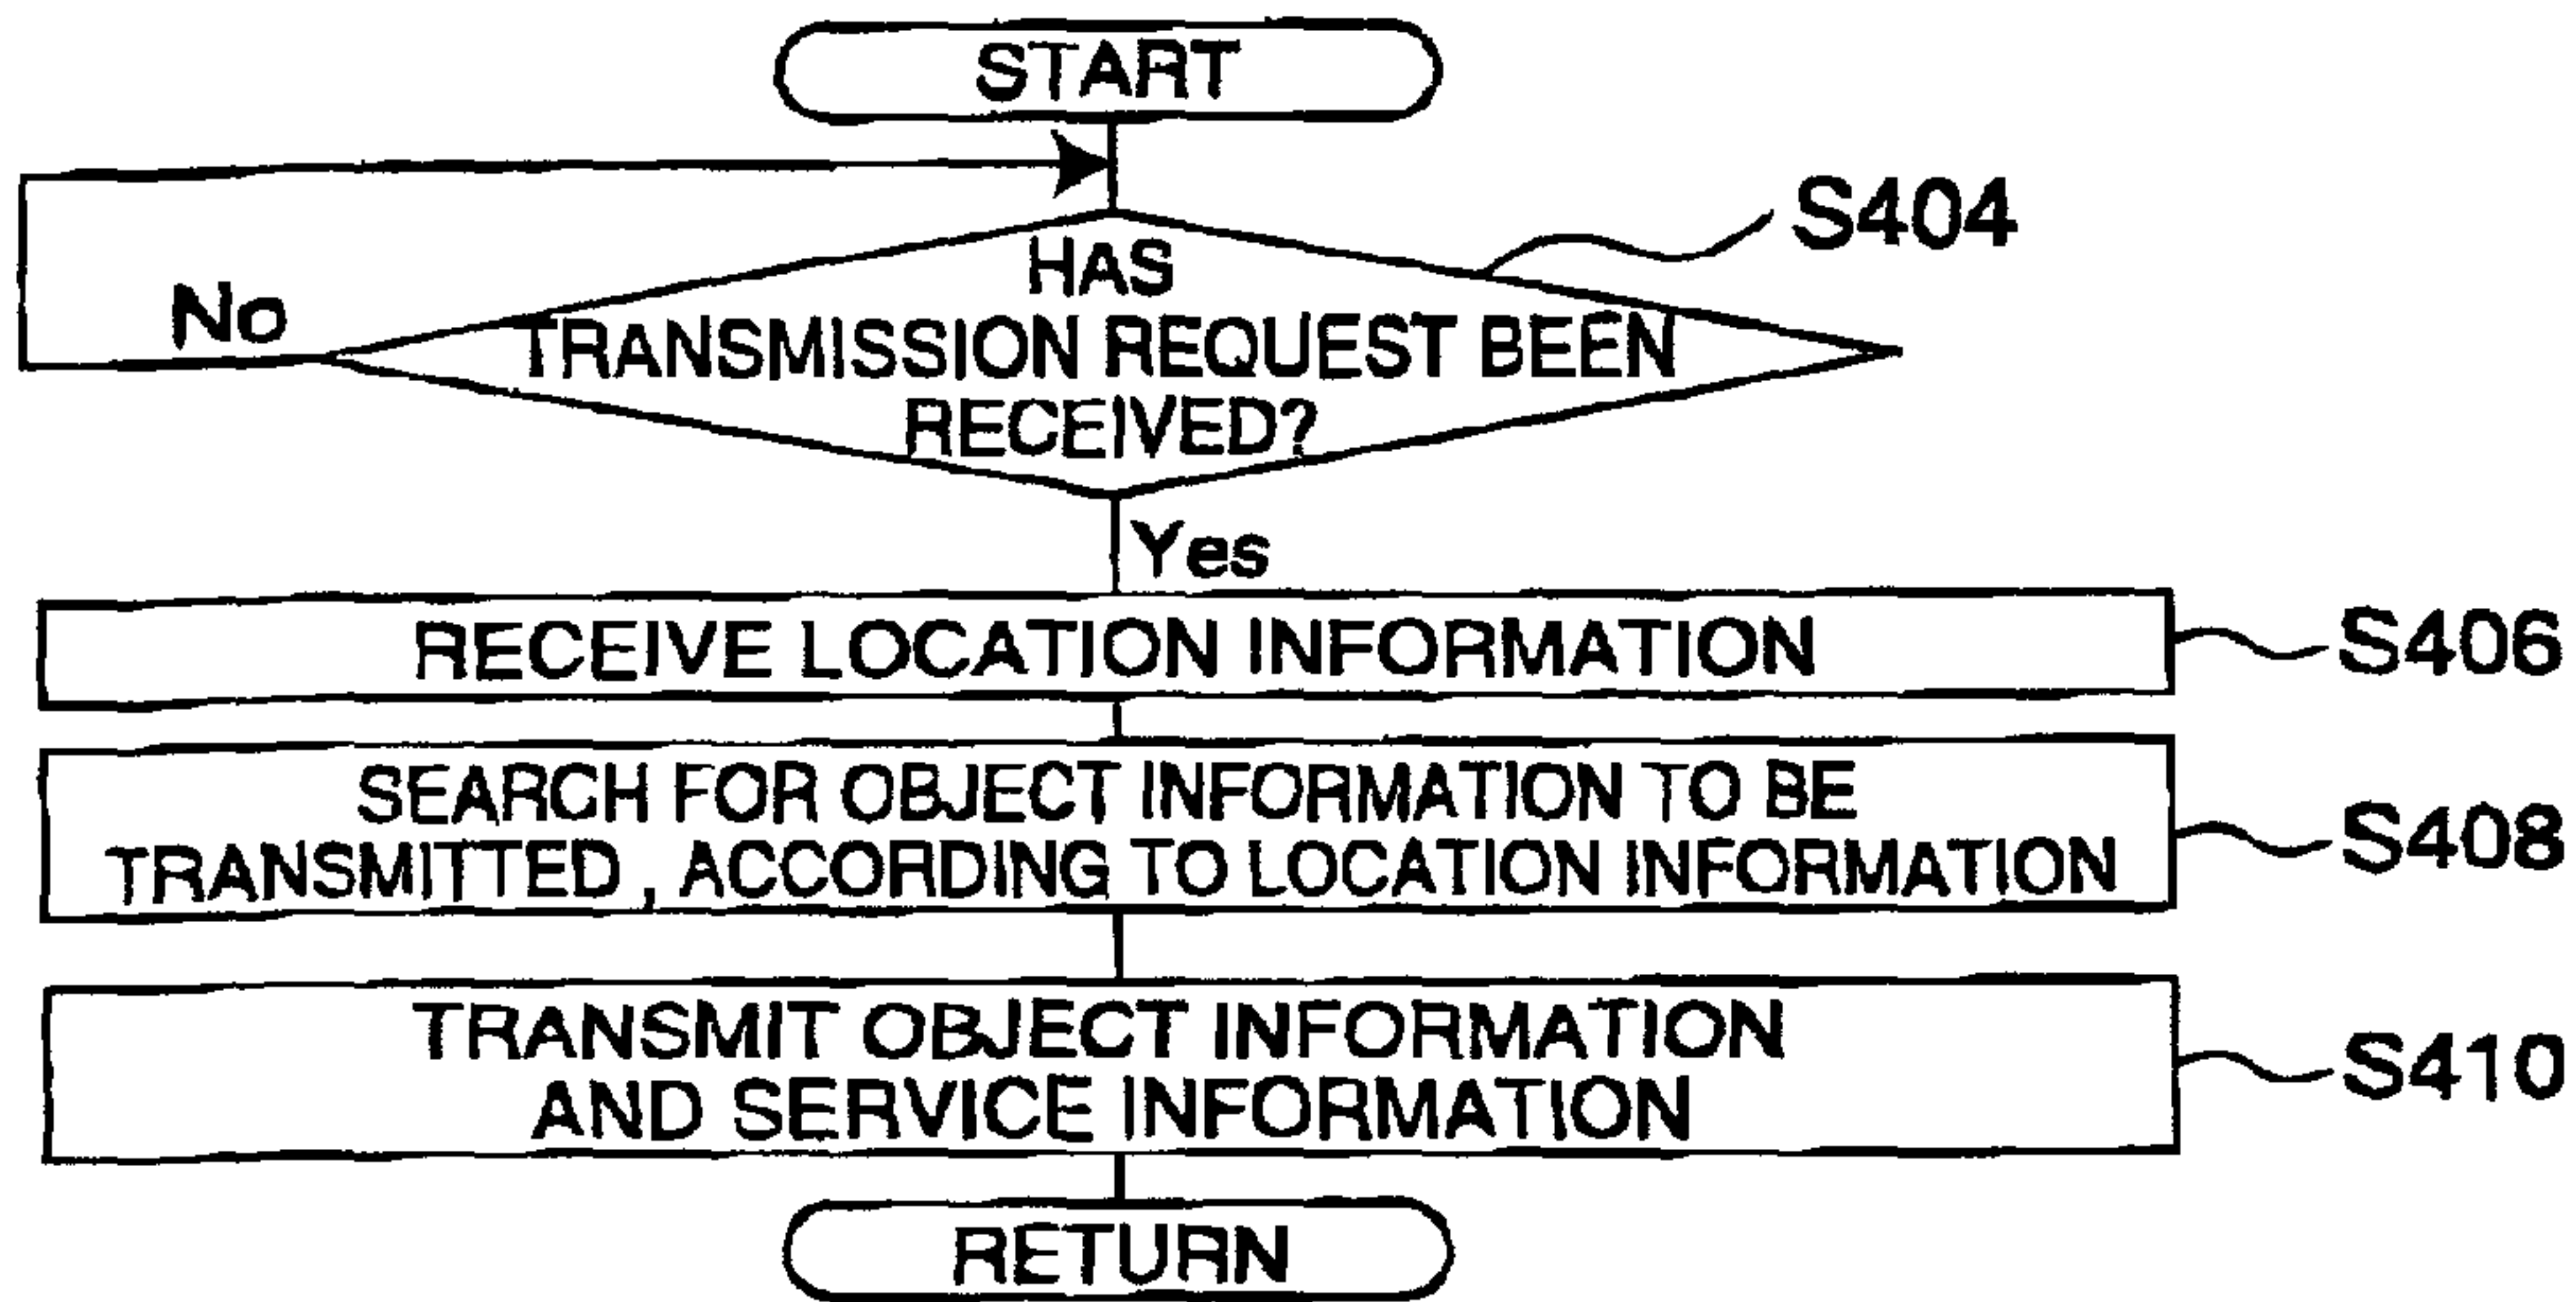 START
S404
HAS
TRANSMISSION REQUEST BEEN
RECEIVED?
No
Yes
RECEIVE LOCATION INFORMATION
S406
SEARCH FOR OBJECT INFORMATION TO BE
TRANSMITTED, ACCORDING TO LOCATION INFORMATION
S408
TRANSMIT OBJECT INFORMATION
AND SERVICE INFORMATION
S410
RETURN